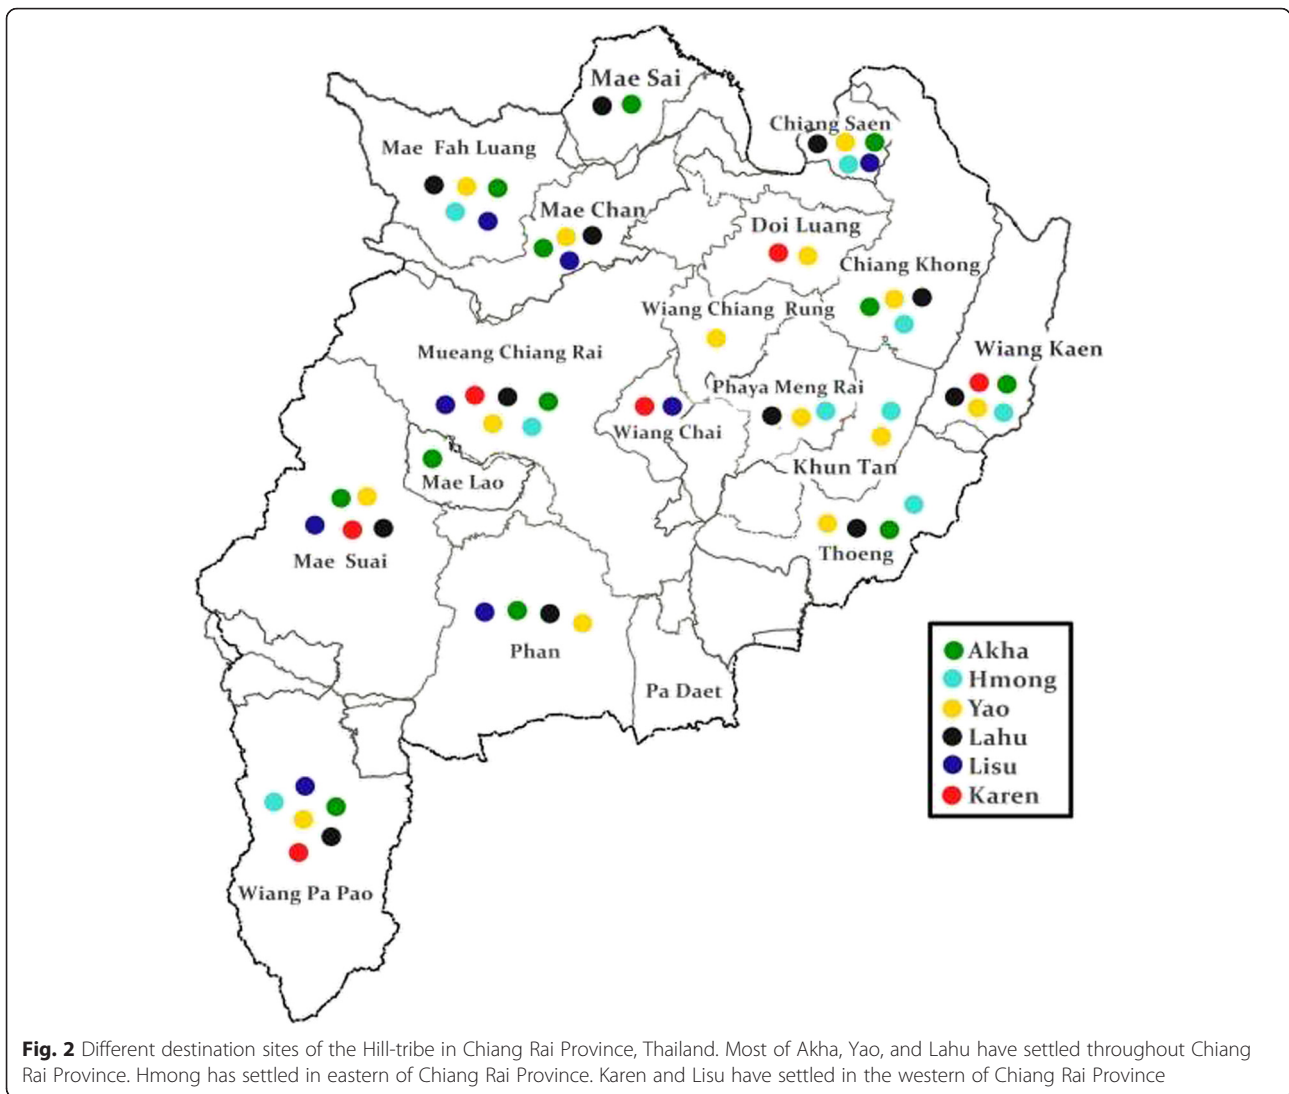 Mae Sai
Chiang Saen
Mae Fah Luang
Mae Chan
Doi Luang
Chiang Khong
Wiang Chiang Rung
Mueang Chiang Rai
Wiang Kaen
Phaya Meng Rai
Wiang Chai
Khun Tan
Mae Lao
Thoeng
Mae Suai
Phan
Pa Daet
Wiang Pa Pao
Akha
Hmong
Yao
Lahu
Lisu
Karen
Fig. 2 Different destination sites of the Hill-tribe in Chiang Rai Province, Thailand. Most of Akha, Yao, and Lahu have settled throughout Chiang
Rai Province. Hmong has settled in eastern of Chiang Rai Province. Karen and Lisu have settled in the western of Chiang Rai Province